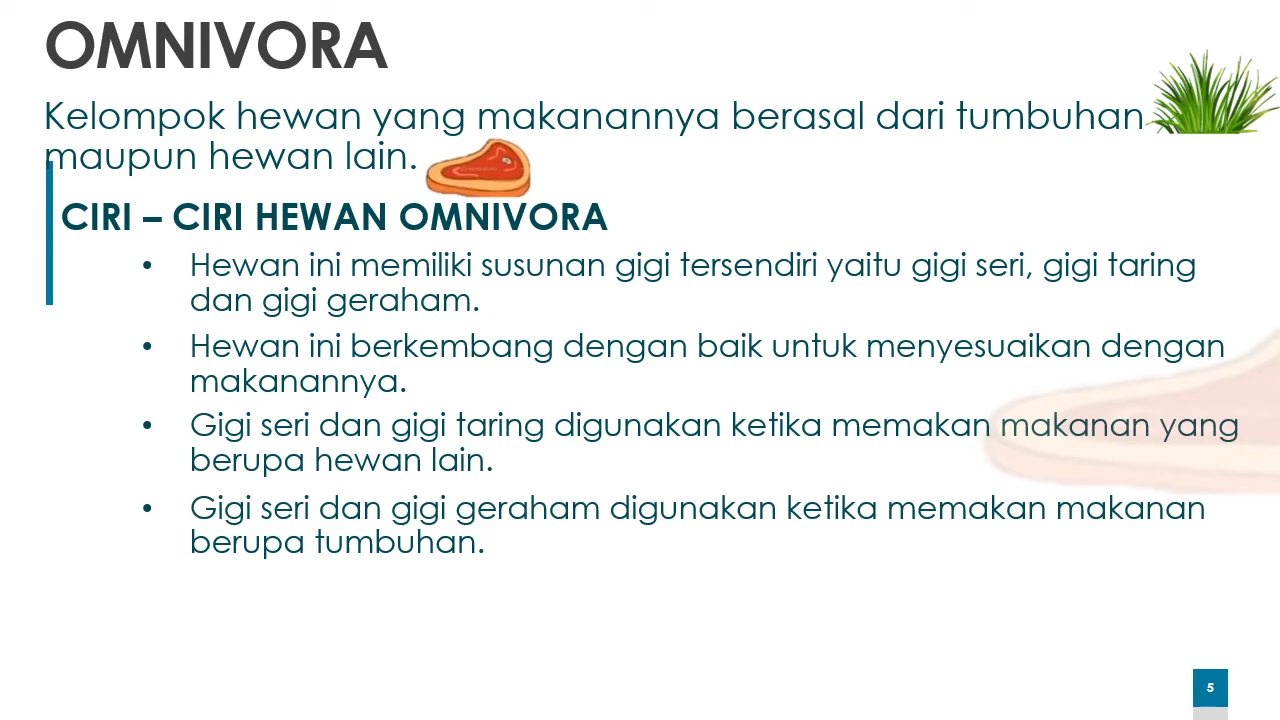 OMNIVORA
Kelompok hewan yang makanannya berasal dari tumbuhan
maupun hewan lain.
CIRI – CIRI HEWAN OMNIVORA
• Hewan ini memiliki susunan gigi tersendiri yaitu gigi seri, gigi taring
dan gigi geraham.
• Hewan ini berkembang dengan baik untuk menyesuaikan dengan
makanannya.
• Gigi seri dan gigi taring digunakan ketika memakan makanan yang
berupa hewan lain.
• Gigi seri dan gigi geraham digunakan ketika memakan makanan
berupa tumbuhan.
5